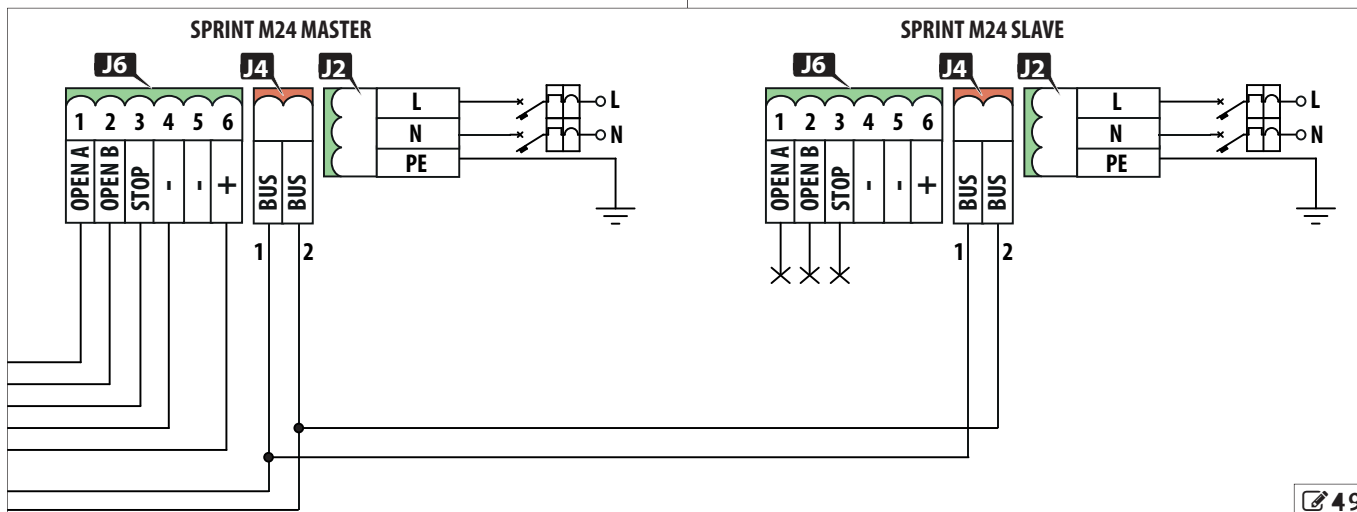 SPRINT M24 MASTER
J6
J4
J2
1 2 3 4 5 6
OPEN A
OPEN B
STOP
-
-
+
BUS
BUS
L
N
PE
L
N
1 2
SPRINT M24 SLAVE
J6
J4
J2
1 2 3 4 5 6
OPEN A
OPEN B
STOP
-
-
+
BUS
BUS
L
N
PE
L
N
1 2
49